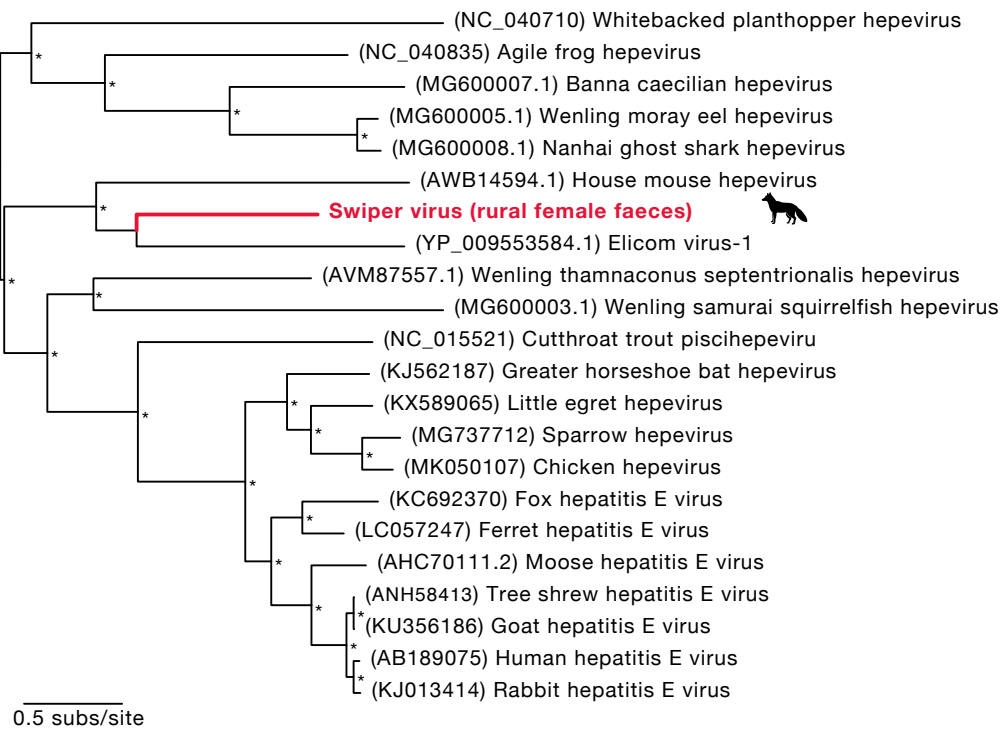 (NC_040710) Whitebacked planthopper hepevirus
(NC_040835) Agile frog hepevirus
(MG600007.1) Banna caecilian hepevirus
(MG600005.1) Wenling moray eel hepevirus
(MG600008.1) Nanhai ghost shark hepevirus
(AWB14594.1) House mouse hepevirus
Swiper virus (rural female faeces)
(YP_009553584.1) Elicom virus-1
(AVM87557.1) Wenling thamnaconus septentrionalis hepevirus
(MG600003.1) Wenling samurai squirrelfish hepevirus
(NC_015521) Cutthroat trout piscihepeviru
(KJ562187) Greater horseshoe bat hepevirus
(KX589065) Little egret hepevirus
(MG737712) Sparrow hepevirus
(MK050107) Chicken hepevirus
(KC692370) Fox hepatitis E virus
(LC057247) Ferret hepatitis E virus
(AHC70111.2) Moose hepatitis E virus
(ANH58413) Tree shrew hepatitis E virus
(KU356186) Goat hepatitis E virus
(AB189075) Human hepatitis E virus
(KJ013414) Rabbit hepatitis E virus
0.5 subs/site